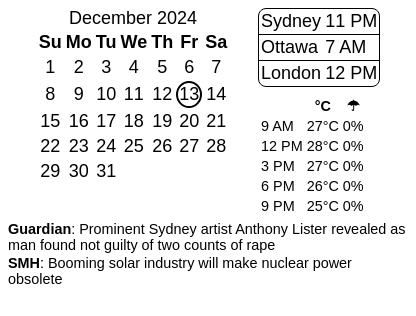 December 2024
Su Mo Tu We Th Fr Sa
1 2 3 4 5 6 7
8 9 10 11 12 13 14
15 16 17 18 19 20 21
22 23 24 25 26 27 28
29 30 31
Sydney 11 PM
Ottawa 7 AM
London 12 PM
°C ☂
9 AM 27°C 0%
12 PM 28°C 0%
3 PM 27°C 0%
6 PM 26°C 0%
9 PM 25°C 0%
Guardian: Prominent Sydney artist Anthony Lister revealed as
man found not guilty of two counts of rape
SMH: Booming solar industry will make nuclear power
obsolete